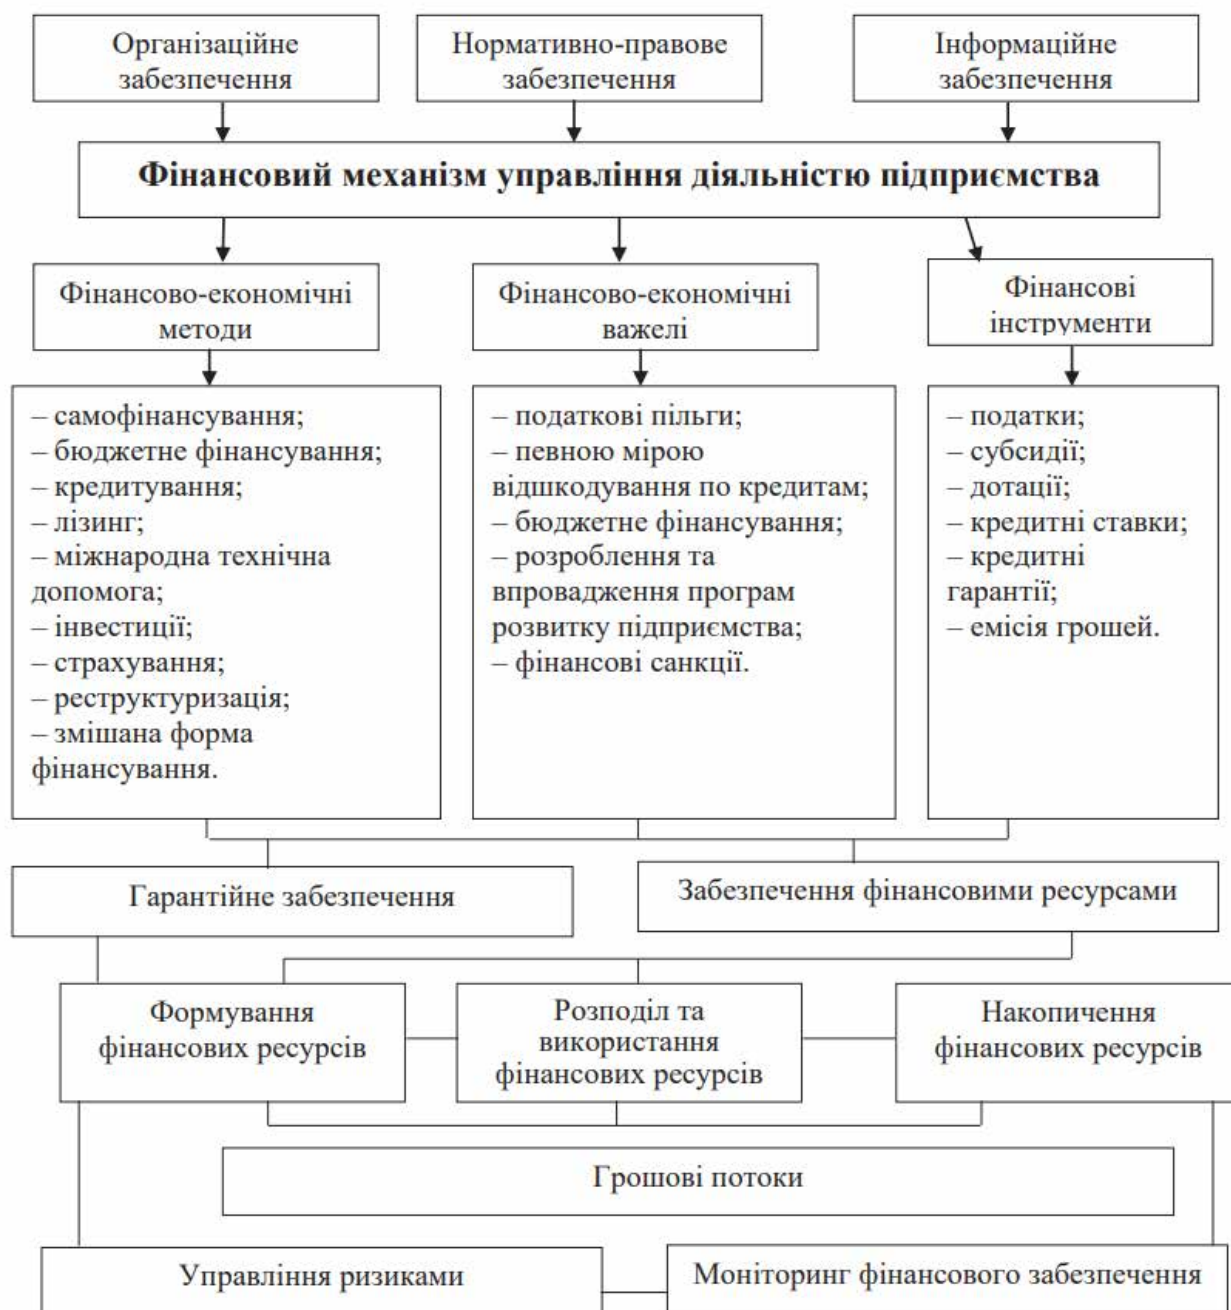 Організаційне
забезпечення
Нормативно-правове
забезпечення
Інформаційне
забезпечення
Фінансовий механізм управління діяльністю підприємства
Фінансово-економічні
методи
Фінансово-економічні
важелі
Фінансові
інструменти
– самофінансування;
– бюджетне фінансування;
– кредитування;
– лізинг;
– міжнародна технічна
допомога;
– інвестиції;
– страхування;
– реструктуризація;
– змішана форма
фінансування.
– податкові пільги;
– певною мірою
відшкодування по кредитам;
– бюджетне фінансування;
– розроблення та
впровадження програм
розвитку підприємства;
– фінансові санкції.
– податки;
– субсидії;
– дотації;
– кредитні ставки;
– кредитні
гарантії;
– емісія грошей.
Гарантійне забезпечення
Забезпечення фінансовими ресурсами
Формування
фінансових ресурсів
Розподіл та
використання
фінансових ресурсів
Накопичення
фінансових ресурсів
Грошові потоки
Управління ризиками
Моніторинг фінансового забезпечення